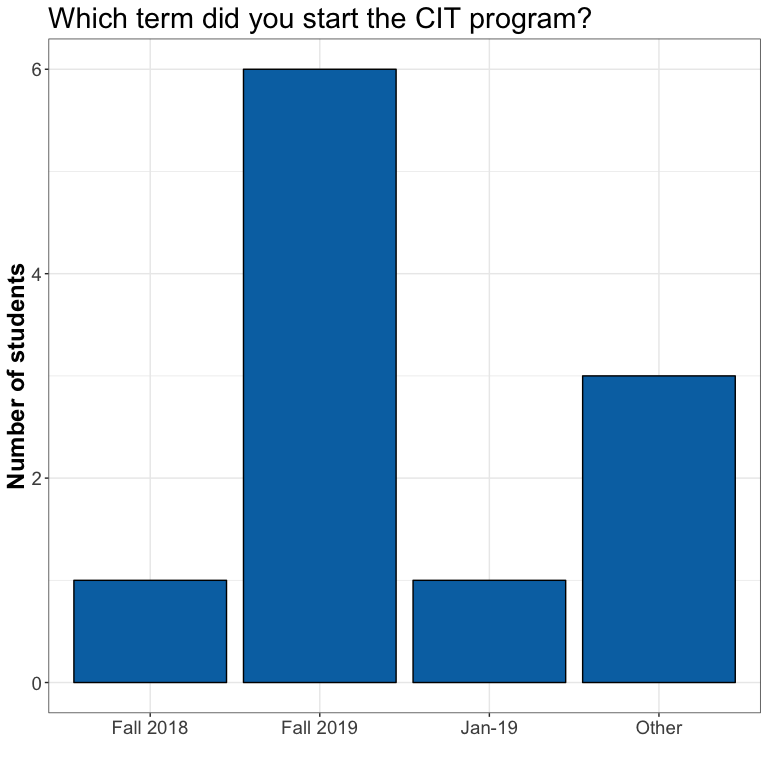 Which term did you start the CIT program?
Number of students
6
4
2
0
Fall 2018 Fall 2019 Jan-19 Other